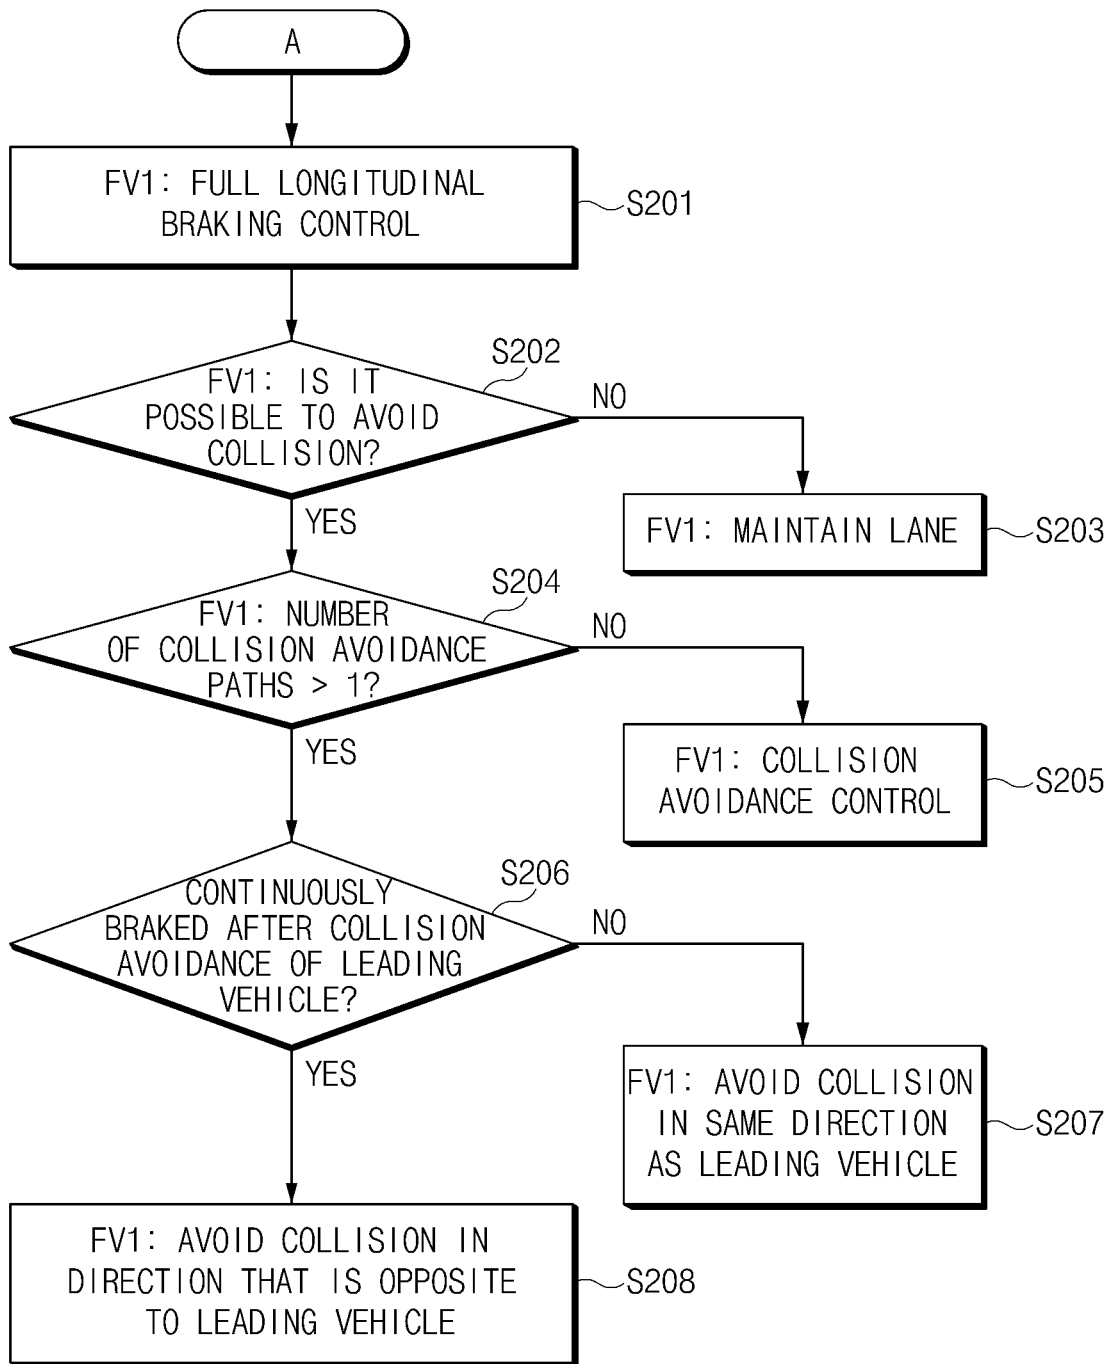 A
FV1: FULL LONGITUDINAL
BRAKING CONTROL
S201
S202
FV1: IS IT
POSSIBLE TO AVOID
COLLISION?
NO
YES
FV1: MAINTAIN LANE
S203
S204
FV1: NUMBER
OF COLLISION AVOIDANCE
PATHS > 1?
NO
YES
FV1: COLLISION
AVOIDANCE CONTROL
S205
S206
CONTINUOUSLY
BRAKED AFTER COLLISION
AVOIDANCE OF LEADING
VEHICLE?
NO
YES
FV1: AVOID COLLISION
IN SAME DIRECTION
AS LEADING VEHICLE
S207
FV1: AVOID COLLISION IN
DIRECTION THAT IS OPPOSITE
TO LEADING VEHICLE
S208